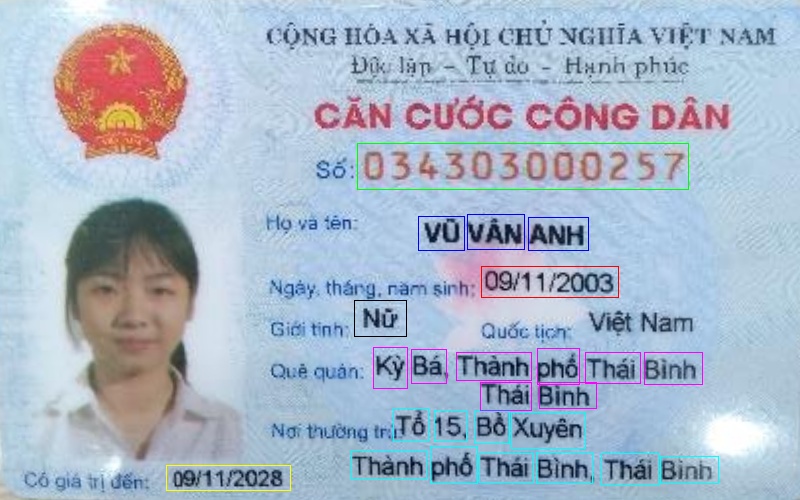 CỘNG HÒA XÃ HỘI CHỦ NGHĨA VIỆT NAM
Độc lập - Tự do - Hạnh phúc
CĂN CƯỚC CÔNG DÂN
Số: 034303000257
Họ và tên: VŨ VÂN ANH
Ngày, tháng, năm sinh: 09/11/2003
Giới tính: Nữ Quốc tịch: Việt Nam
Quê quán: Kỳ Bá, Thành phố Thái Bình
Thái Bình
Nơi thường trú: Tổ 15, Bồ Xuyên
Thành phố Thái Bình, Thái Bình
Có giá trị đến: 09/11/2028